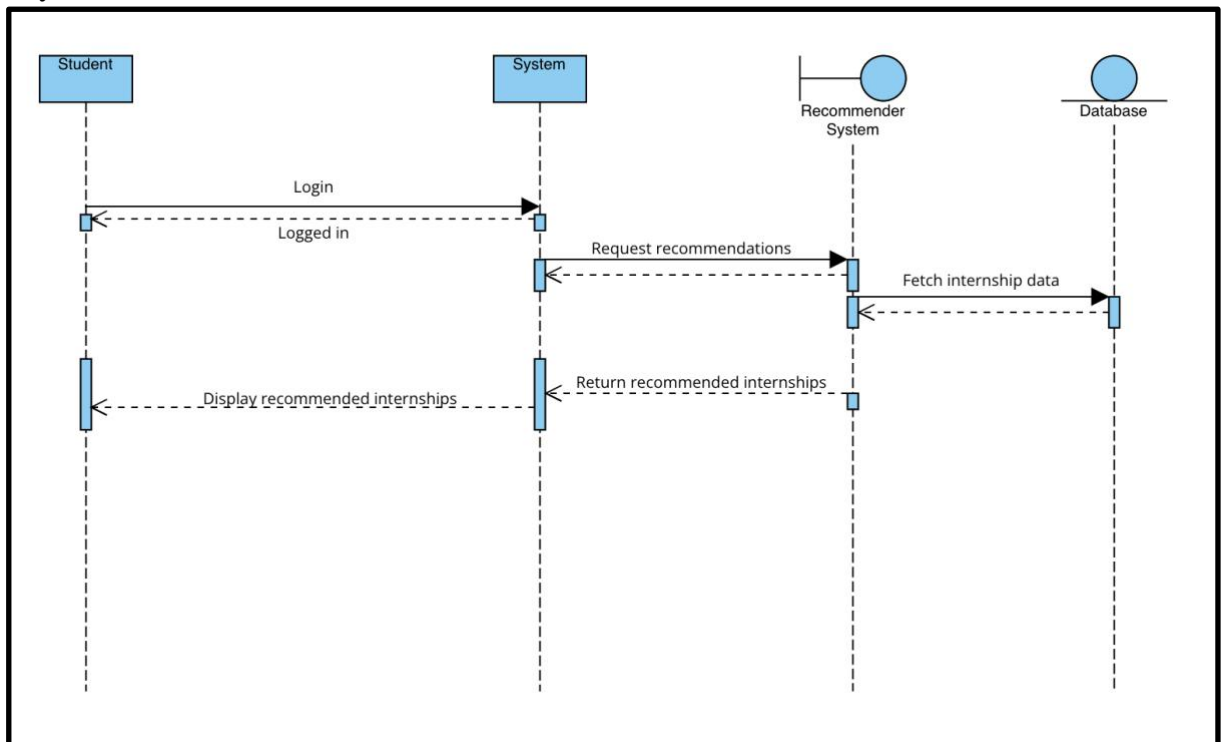 Student
System
Recommender
System
Database
Login
Logged in
Request recommendations
Fetch internship data
Return recommended internships
Display recommended internships